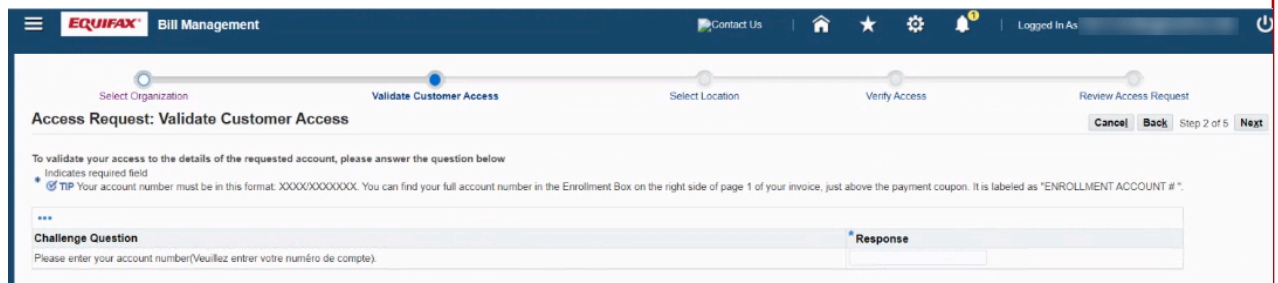 EQUIFAX® Bill Management Contact Us Logged In As
1
Select Organization Validate Customer Access Select Location Verify Access Review Access Request
Access Request: Validate Customer Access Cancel Back Step 2 of 5 Next
To validate your access to the details of the requested account, please answer the question below
* Indicates required field
TIP Your account number must be in this format: XXXX/XXXXXXX. You can find your full account number in the Enrollment Box on the right side of page 1 of your invoice, just above the payment coupon. It is labeled as "ENROLLMENT ACCOUNT # ".
Challenge Question * Response
Please enter your account number(Veuillez entrer votre numéro de compte).